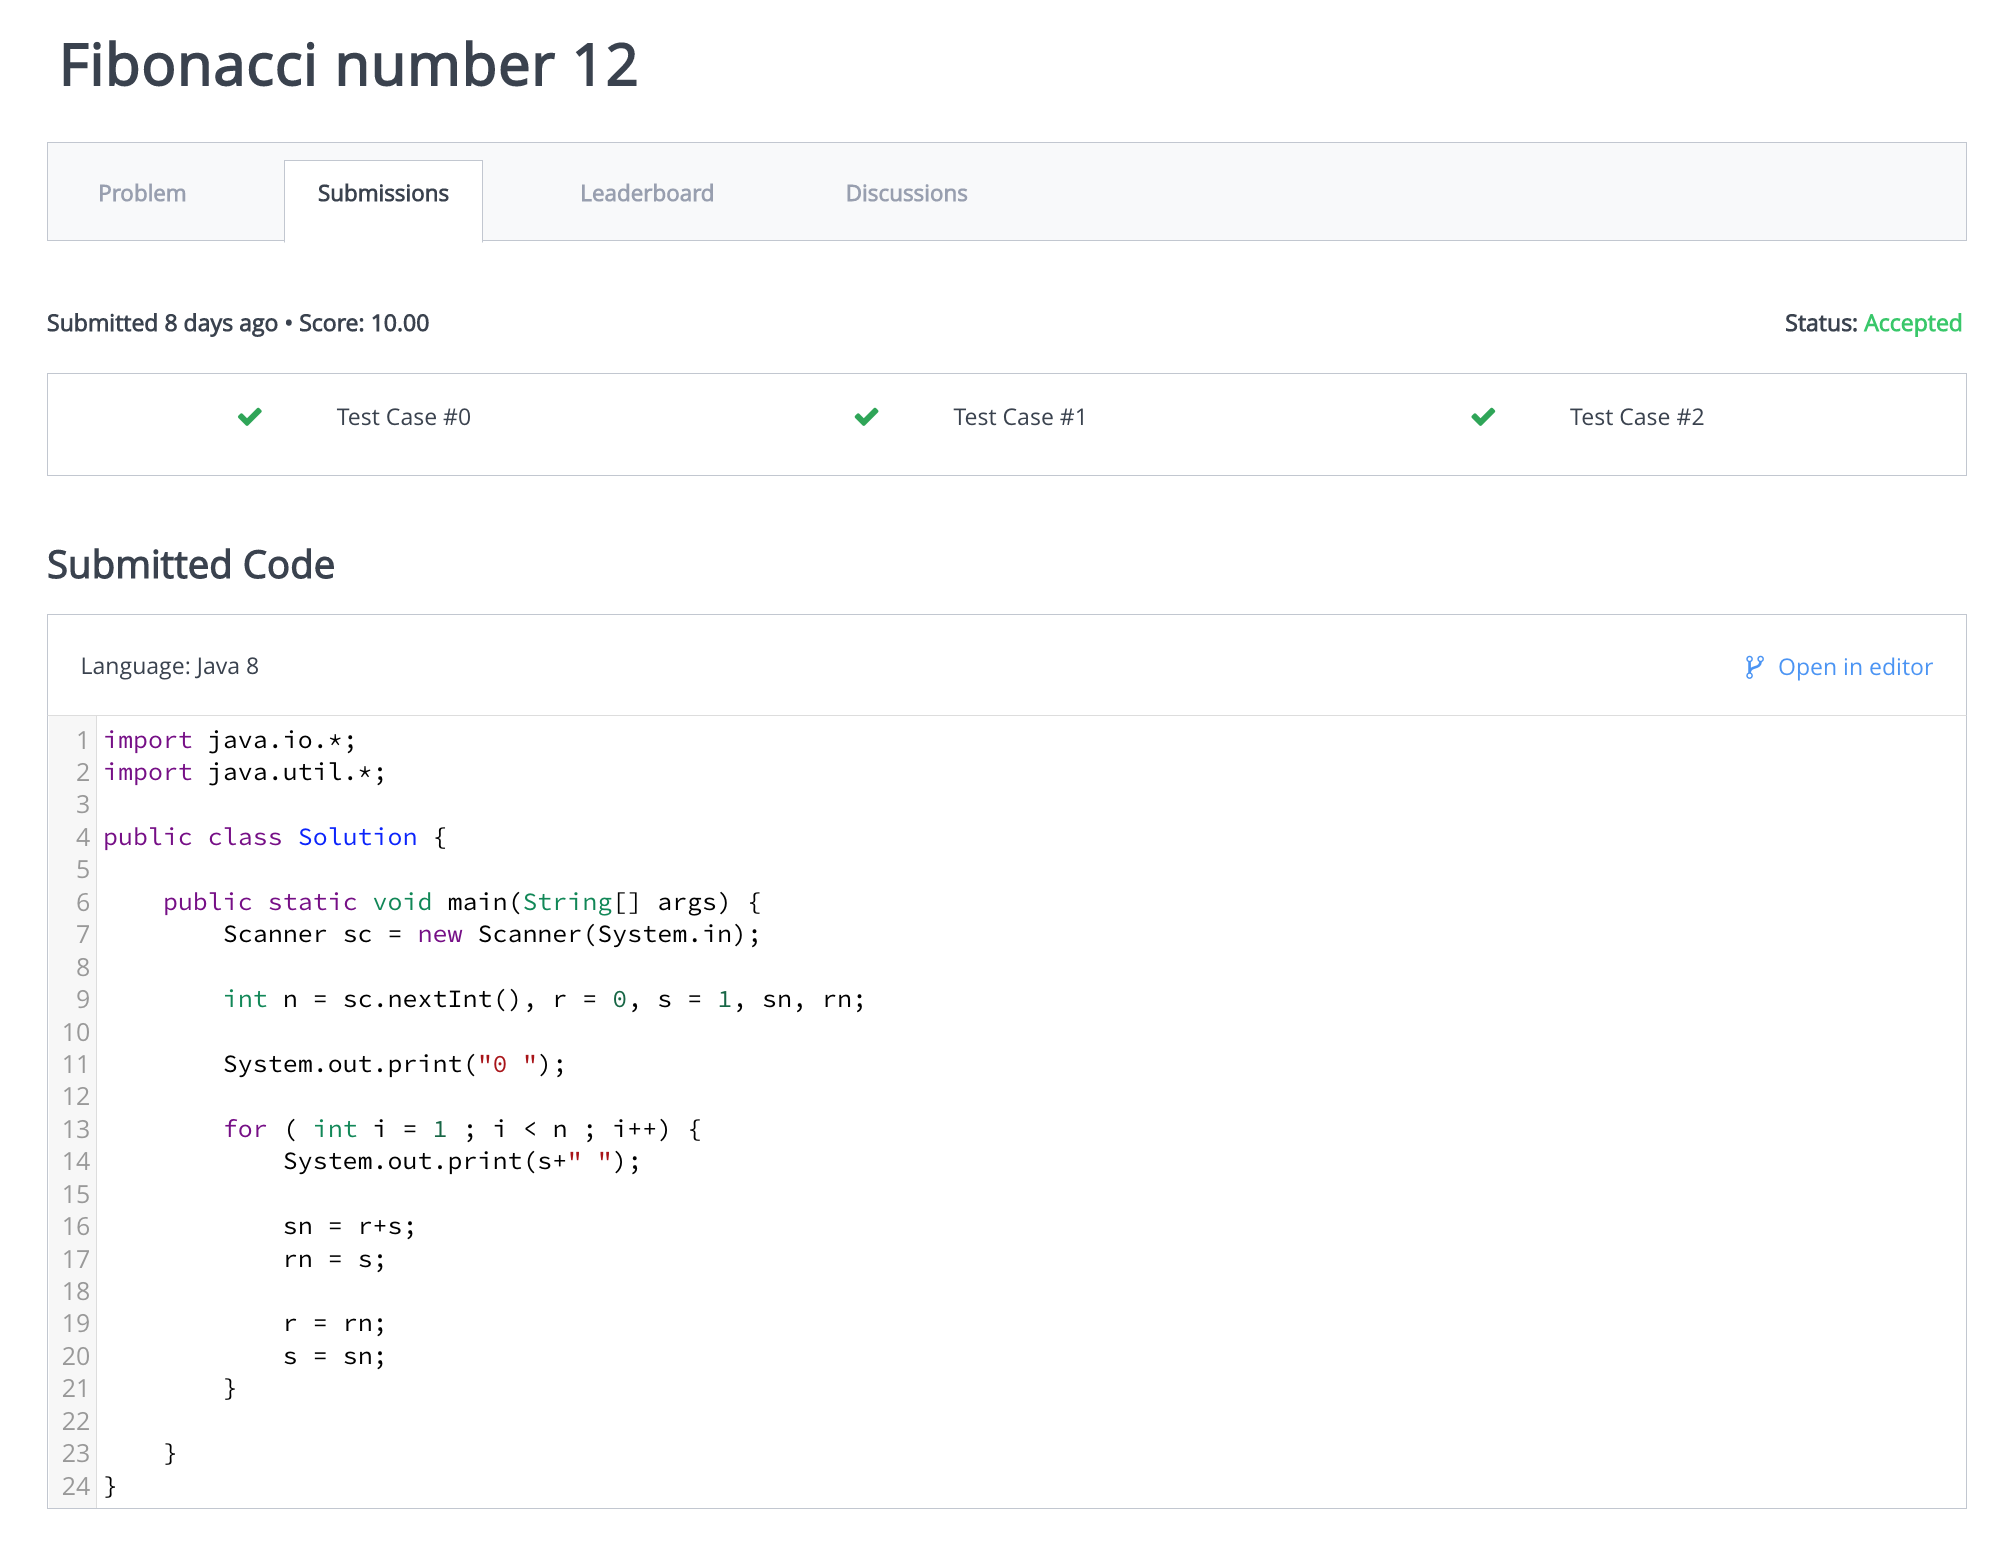 Fibonacci number 12
Problem Submissions Leaderboard Discussions
Submitted 8 days ago • Score: 10.00 Status: Accepted
Test Case #0 Test Case #1 Test Case #2
Submitted Code
Language: Java 8 Open in editor
1 import java.io.*;
2 import java.util.*;
3
4 public class Solution {
5
6     public static void main(String[] args) {
7         Scanner sc = new Scanner(System.in);
8
9         int n = sc.nextInt(), r = 0, s = 1, sn, rn;
10
11         System.out.print("0 ");
12
13         for ( int i = 1 ; i < n ; i++) {
14             System.out.print(s+" ");
15
16             sn = r+s;
17             rn = s;
18
19             r = rn;
20             s = sn;
21         }
22
23     }
24 }